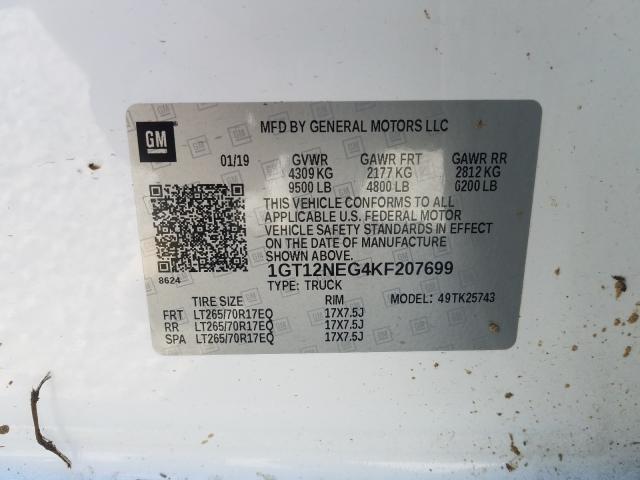 GM
MFD BY GENERAL MOTORS LLC
01/19 GVWR GAWR FRT GAWR RR
4309 KG 2177 KG 2812 KG
9500 LB 4800 LB 6200 LB
THIS VEHICLE CONFORMS TO ALL
APPLICABLE U.S. FEDERAL MOTOR
VEHICLE SAFETY STANDARDS IN EFFECT
ON THE DATE OF MANUFACTURE
SHOWN ABOVE.
8624
1GT12NEG4KF207699
TYPE: TRUCK
TIRE SIZE RIM MODEL: 49TK25743
FRT LT265/70R17EQ 17X7.5J
RR LT265/70R17EQ 17X7.5J
SPA LT265/70R17EQ 17X7.5J